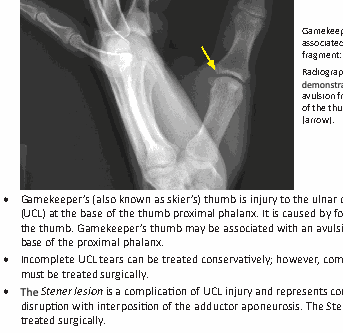 Gamekeep
associated
fragment:
Radiograp
demonstra
avulsion fr
of the thu
(arrow).
• Gamekeeper's (also known as skier's) thumb is injury to the ulnar c
(UCL) at the base of the thumb proximal phalanx. It is caused by fo
the thumb. Gamekeeper's thumb may be associated with an avulsi
base of the proximal phalanx.
• Incomplete UCL tears can be treated conservatively; however, com
must be treated surgically.
• The Stener lesion is a complication of UCL injury and represents co
disruption with interposition of the adductor aponeurosis. The Ste
treated surgically.